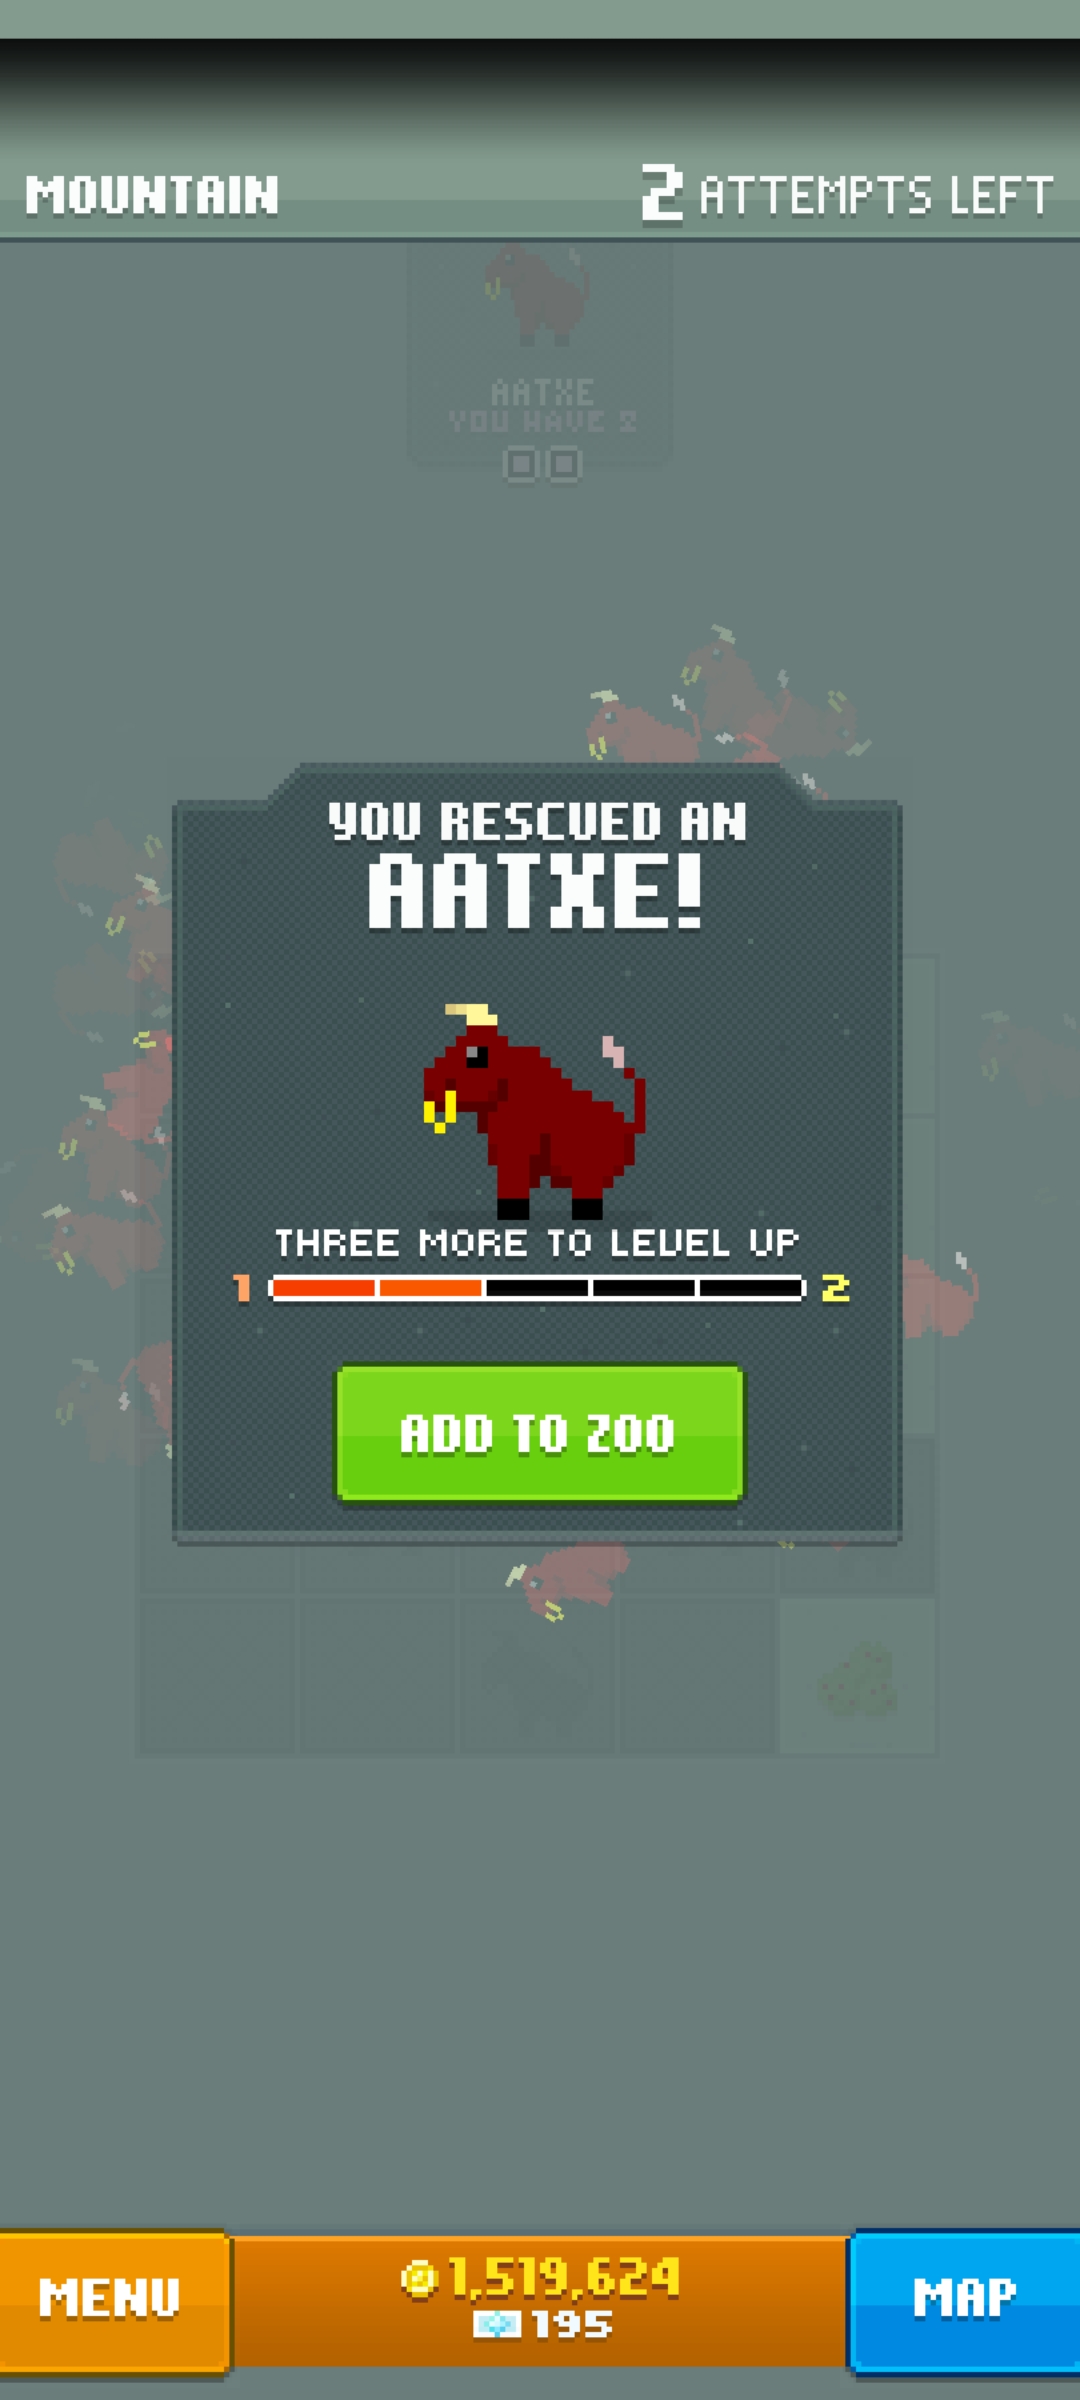 MOUNTAIN
2 ATTEMPTS LEFT
AATXE
YOU HAVE 2
YOU RESCUED AN
AATXE!
THREE MORE TO LEVEL UP
1 2
ADD TO ZOO
MENU
1,519,624
195
MAP